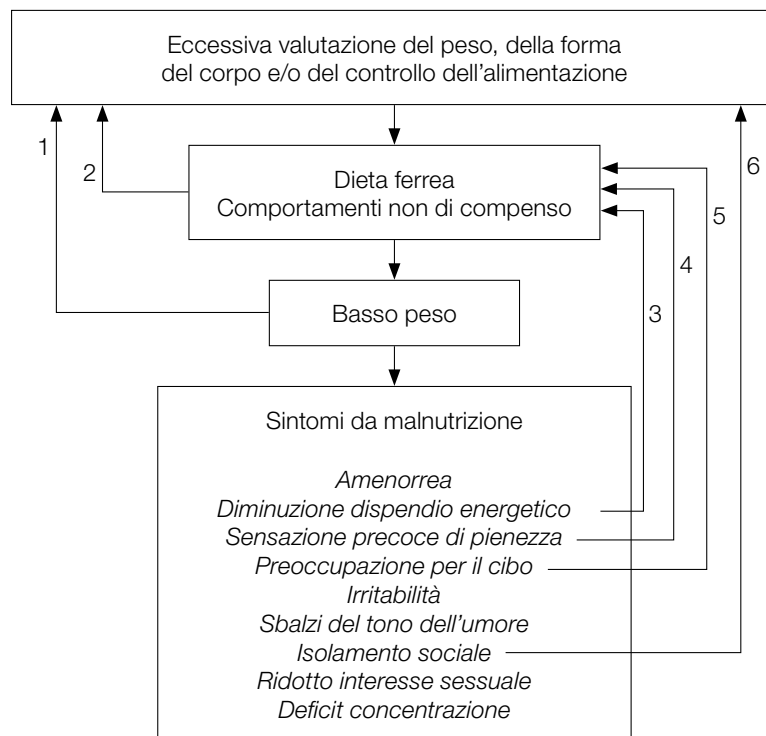 Eccessiva valutazione del peso, della forma
del corpo e/o del controllo dell'alimentazione
1
2
6
Dieta ferrea
Comportamenti non di compenso
5
4
3
Basso peso
Sintomi da malnutrizione
Amenorrea
Diminuzione dispendio energetico
Sensazione precoce di pienezza
Preoccupazione per il cibo
Irritabilità
Sbalzi del tono dell'umore
Isolamento sociale
Ridotto interesse sessuale
Deficit concentrazione